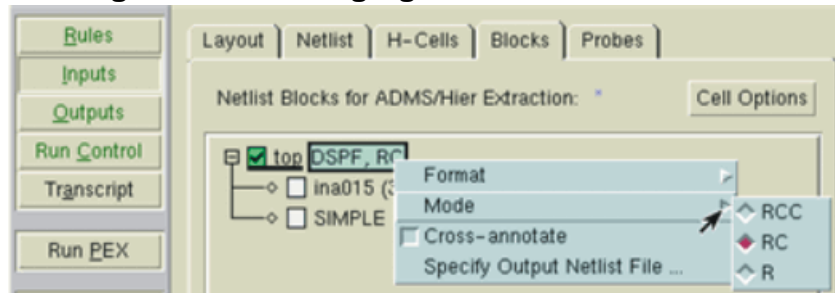 Rules
Inputs
Outputs
Run Control
Transcript
Run PEX
Layout Netlist H-Cells Blocks Probes
Netlist Blocks for ADMS/Hier Extraction: * Cell Options
top DSPF, RC
ina015 (3
SIMPLE
Format
Mode
Cross-annotate
Specify Output Netlist File ...
RCC
RC
R